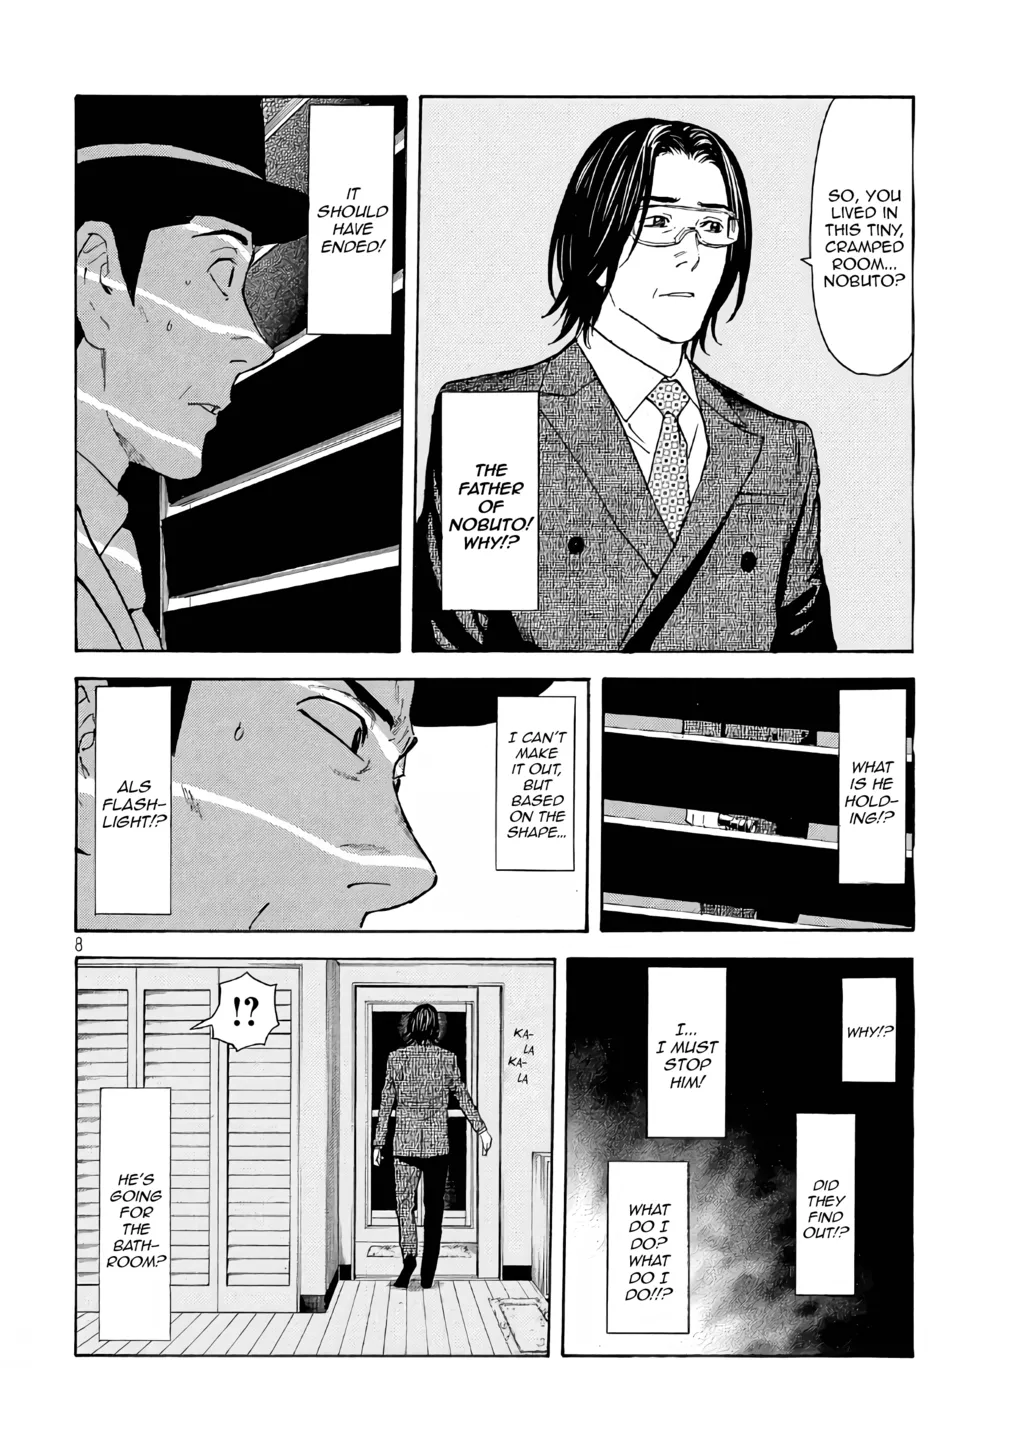 SO, YOU
LIVED IN
THIS TINY,
CRAMPED
ROOM...
NOBUTO?
THE
FATHER
OF
NOBUTO!
WHY!?
IT
SHOULD
HAVE
ENDED!
WHAT
IS HE
HOLD-
ING!?
I CAN'T
MAKE
IT OUT,
BUT
BASED
ON THE
SHAPE...
ALS
FLASH-
LIGHT!?
8
WHY!?
DID
THEY
FIND
OUT!?
I...
I MUST
STOP
HIM!
WHAT
DO I
DO?
WHAT
DO I
DO!!?
KA-
LA
KA-
LA
!?
HE'S
GOING
FOR
THE
BATH-
ROOM?